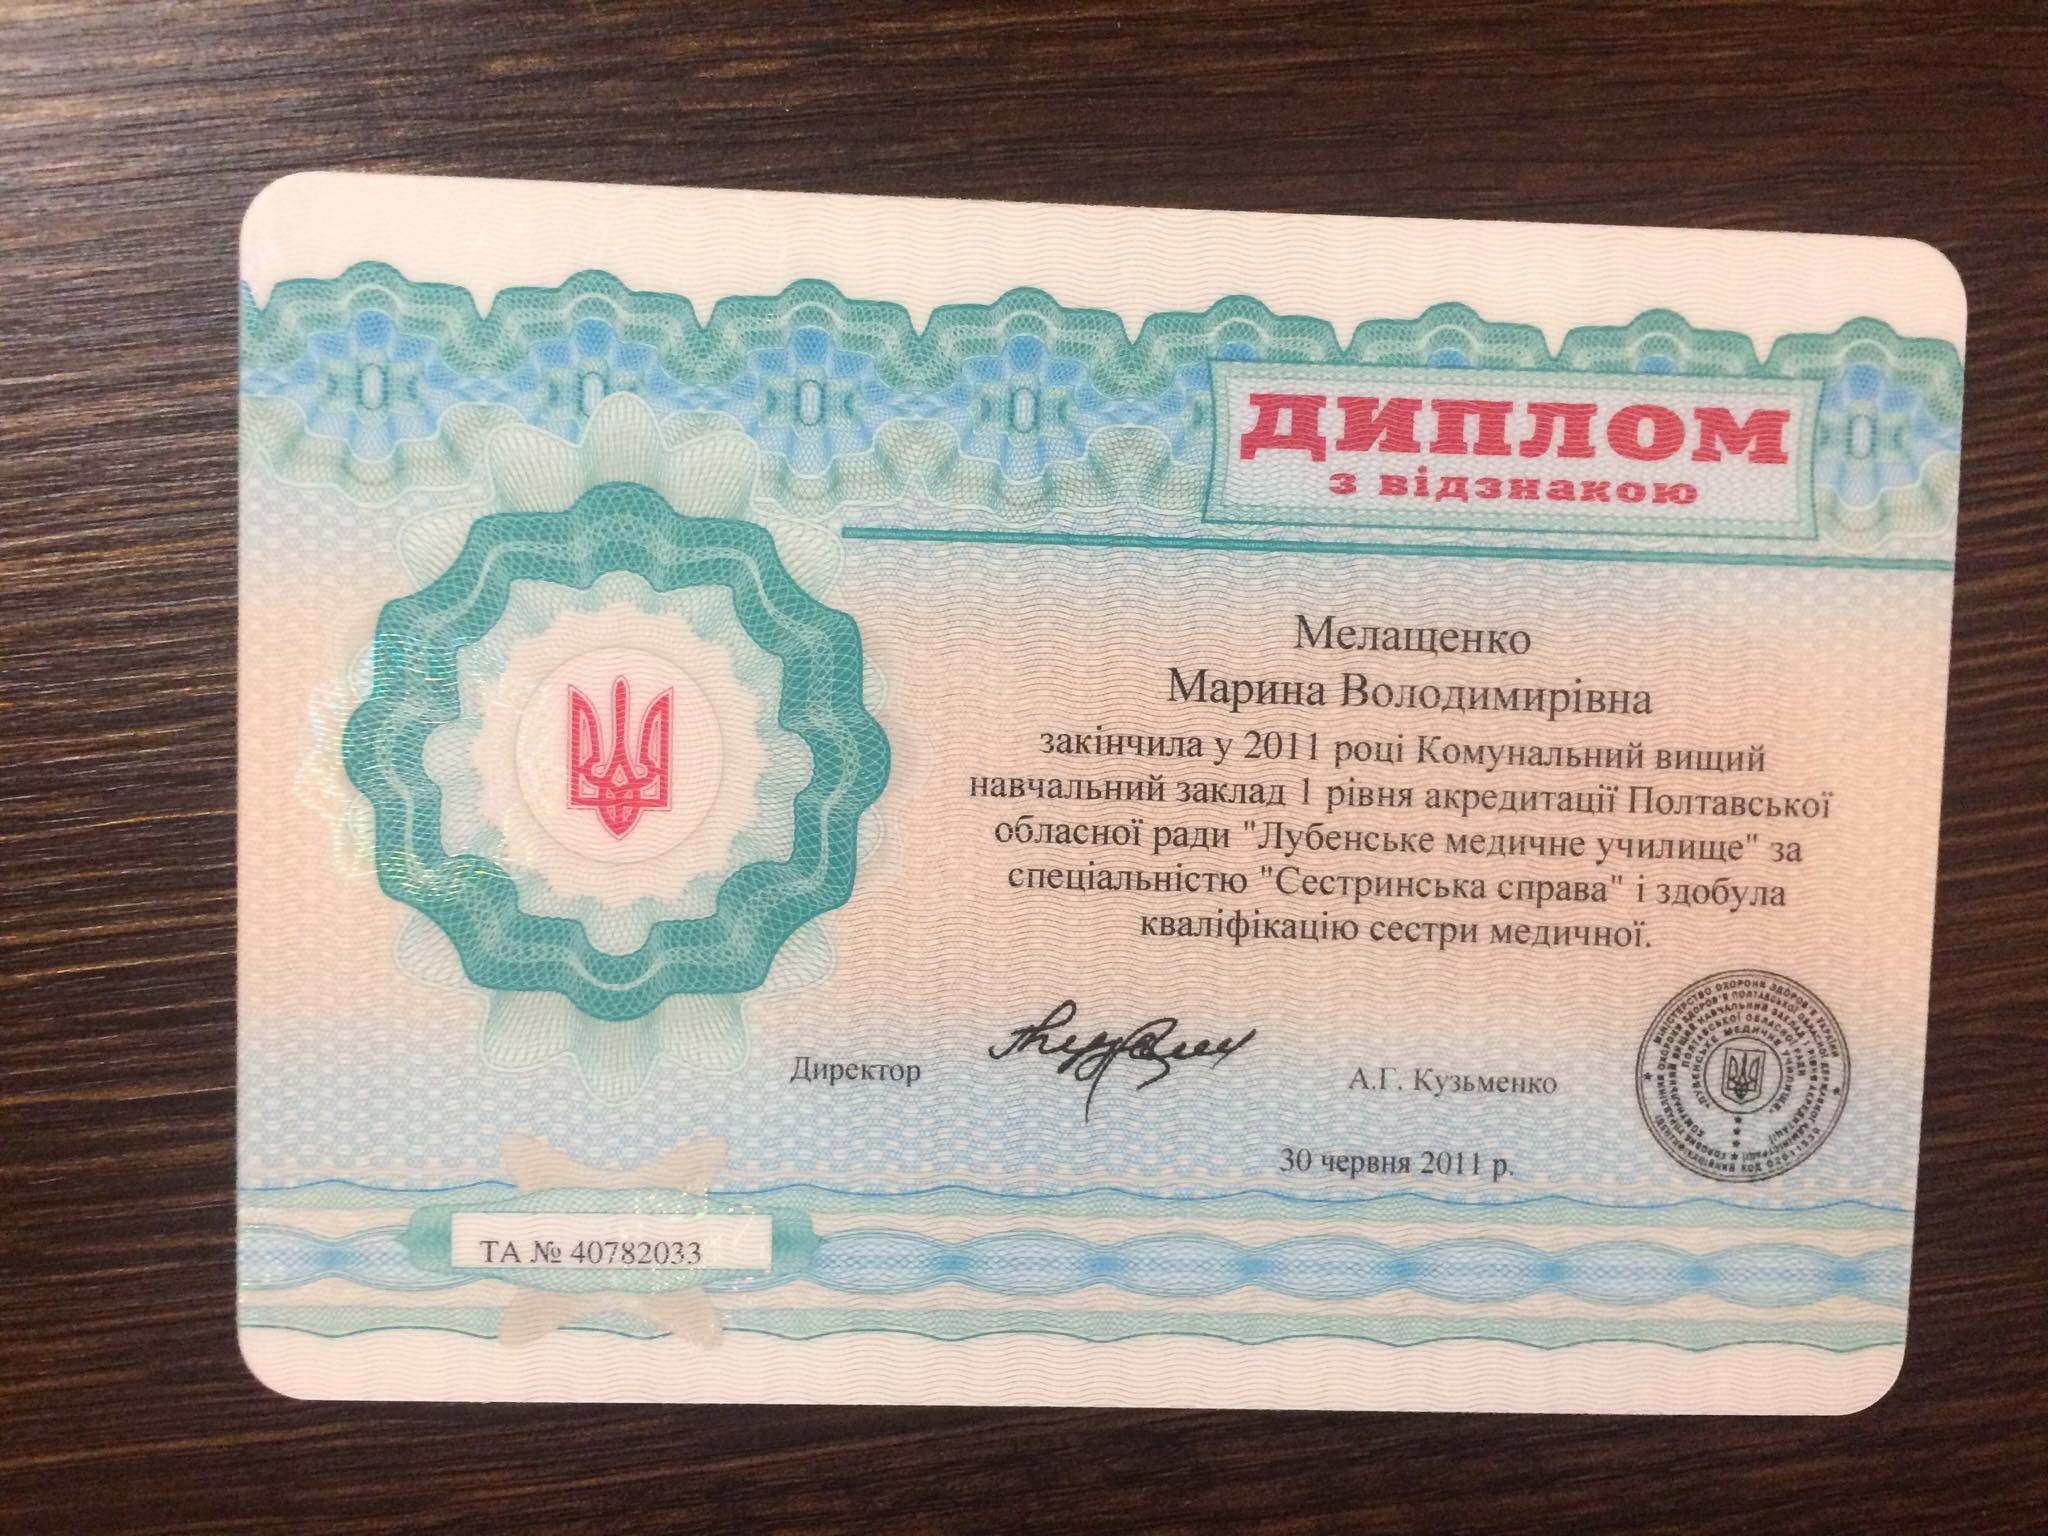 ДИПЛОМ
з відзнакою
Мелащенко
Марина Володимирівна
закінчила у 2011 році Комунальний вищий
навчальний заклад 1 рівня акредитації Полтавської
обласної ради "Лубенське медичне училище" за
спеціальністю "Сестринська справа" і здобула
кваліфікацію сестри медичної.
Директор А.Г. Кузьменко
30 червня 2011 р.
ТА № 40782033